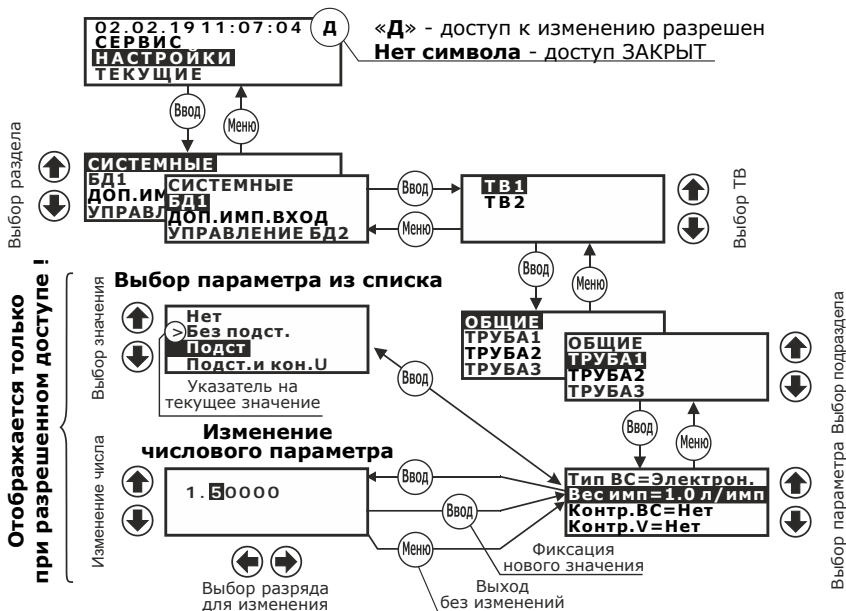 02.02.19 11:07:04
Д
СЕРВИС
НАСТРОЙКИ
ТЕКУЩИЕ
«Д» - доступ к изменению разрешен
Нет символа - доступ ЗАКРЫТ
Ввод
Меню
Выбор раздела
СИСТЕМНЫЕ
БД1
ДОП.ИМ
УПРАВЛ
СИСТЕМНЫЕ
БД1
ДОП.ИМП.ВХОД
УПРАВЛЕНИЕ БД2
Ввод
Меню
ТВ1
ТВ2
Выбор ТВ
Ввод
Меню
Отображается только
при разрешенном доступе !
Выбор параметра из списка
Выбор значения
Нет
>Без подст.
Подст
Подст.и кон.U
Указатель на
текущее значение
Ввод
ОБЩИЕ
ТРУБА1
ТРУБА2
ТРУБА3
ОБЩИЕ
ТРУБА1
ТРУБА2
ТРУБА3
Выбор подраздела
Ввод
Меню
Изменение
числового параметра
Изменение числа
1.50000
Ввод
Ввод
Меню
Тип ВС=Электрон.
Вес имп=1.0 л/имп
Контр.ВС=Нет
Контр.V=Нет
Выбор параметра
Фиксация
нового значения
Выбор разряда
для изменения
Выход
без изменений